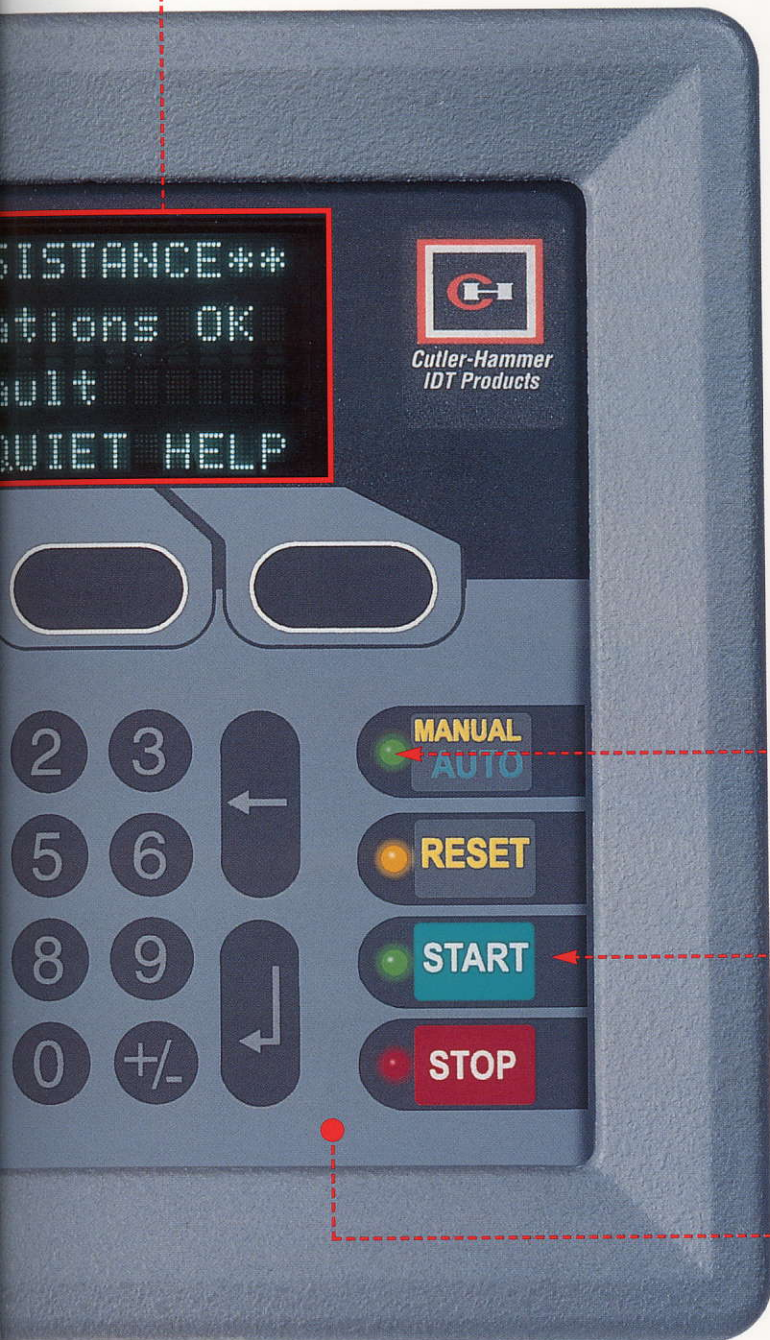 SISTANCE**
ations OK
ault
QUIET HELP
Cutler-Hammer
IDT Products
2 3 ←
MANUAL
AUTO
5 6
RESET
8 9
START
0 +/-
STOP